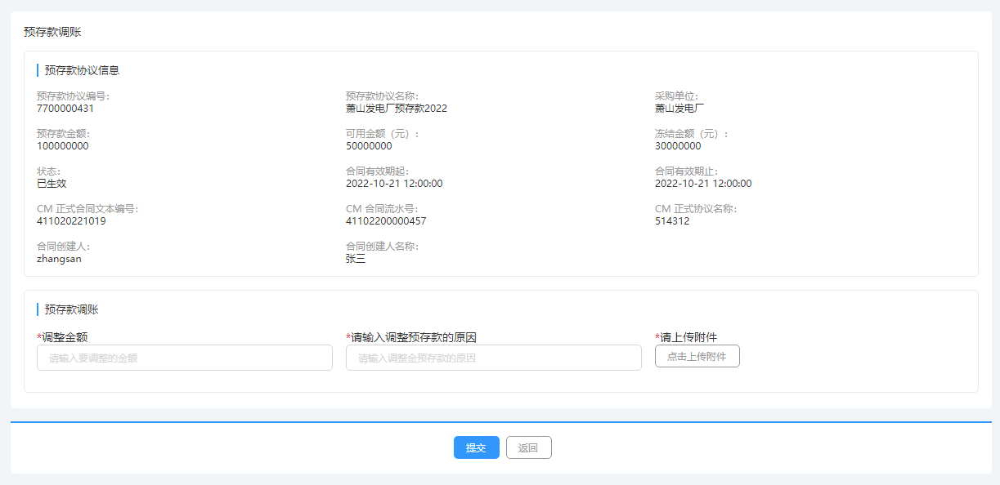 预存款调账
预存款协议信息
预存款协议编号：
预存款协议名称：
采购单位：
7700000431
萧山发电厂预存款2022
萧山发电厂
预存款金额：
可用金额（元）：
冻结金额（元）：
100000000
50000000
30000000
状态：
合同有效期起：
合同有效期止：
已生效
2022-10-21 12:00:00
2022-10-21 12:00:00
CM 正式合同文本编号：
CM 合同流水号：
CM 正式协议名称：
411020221019
41102200000457
514312
合同创建人：
合同创建人名称：
zhangsan
张三
预存款调账
*调整金额
*请输入调整预存款的原因
*请上传附件
请输入要调整的金额
请输入调整金预存款的原因
点击上传附件
提交
返回